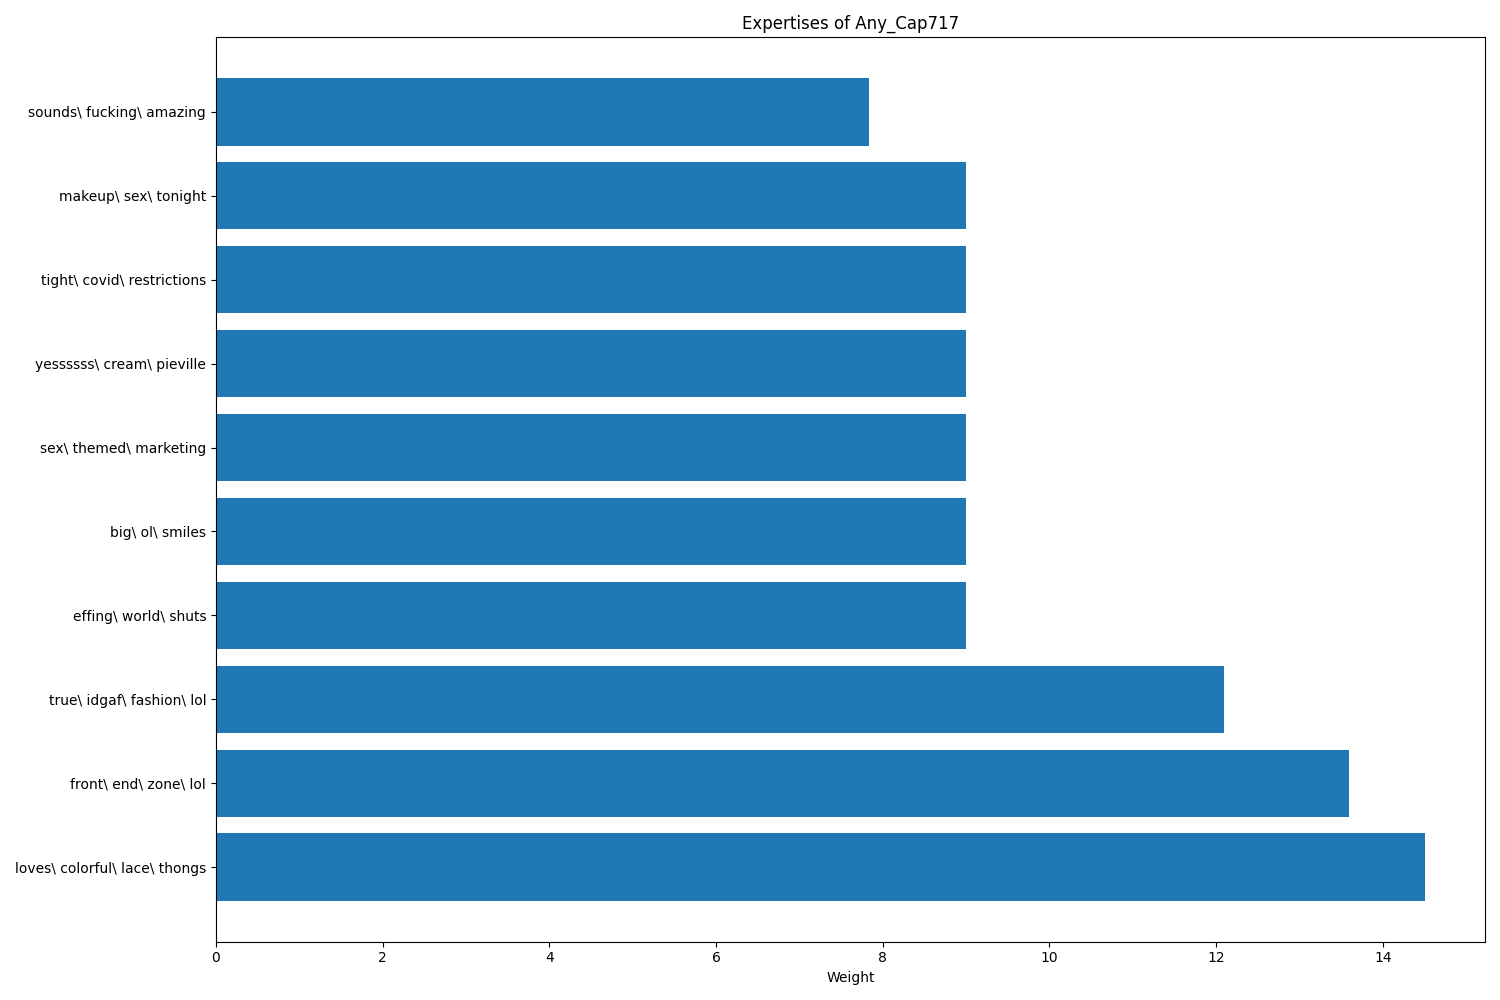 Expertises of Any_Cap717
sounds\ fucking\ amazing
makeup\ sex\ tonight
tight\ covid\ restrictions
yessssss\ cream\ pieville
sex\ themed\ marketing
big\ ol\ smiles
effing\ world\ shuts
true\ idgaf\ fashion\ lol
front\ end\ zone\ lol
loves\ colorful\ lace\ thongs
0 2 4 6 8 10 12 14
Weight